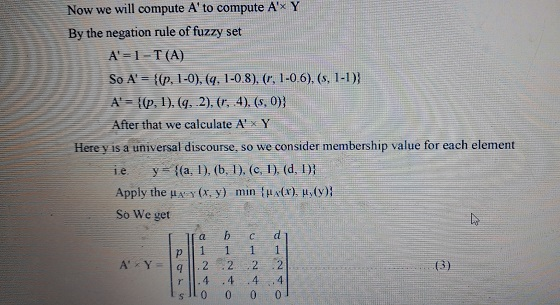 Now we will compute A' to compute A'× Y
By the negation rule of fuzzy set
A' = 1 – T (A)
So A' = {(p, 1-0), (q, 1-0.8), (r, 1-0.6), (s, 1-1)}
A' = {(p, 1), (q, .2), (r, .4), (s, 0)}
After that we calculate A' × Y
Here y is a universal discourse, so we consider membership value for each element
i.e. y = {(a, 1), (b, 1), (c, 1), (d, 1)}
Apply the μA'×Y (x, y) min {μA(x), μy(y)}
So We get
a b c d
p 1 1 1 1
A' × Y = q .2 .2 .2 .2 (3)
r .4 .4 .4 .4
s 0 0 0 0